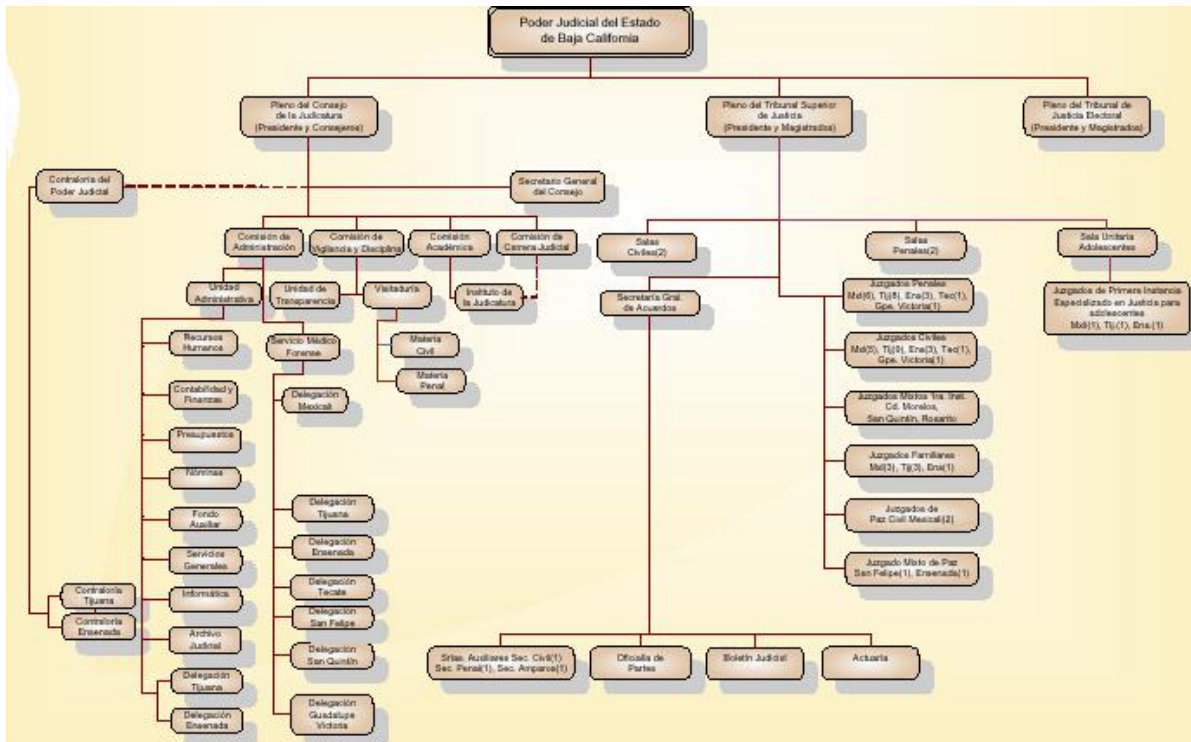 Poder Judicial del Estado
de Baja California
Pleno del Consejo
de la Judicatura
(Presidente y Consejeros)
Pleno del Tribunal Superior
de Justicia
(Presidente y Magistrados)
Pleno del Tribunal de
Justicia Electoral
(Presidente y Magistrados)
Contraloría del
Poder Judicial
Secretario General
del Consejo
Comisión de
Administración
Comisión de
Vigilancia y Disciplina
Comisión
Académica
Comisión de
Carrera Judicial
Salas
Civiles(2)
Salas
Penales(2)
Sala Unitaria
Adolescentes
Unidad
Administrativa
Unidad de
Transparencia
Visitaduría
Instituto de
la Judicatura
Secretaría Gral.
de Acuerdos
Juzgados Penales
Mxl(6), Tij(8), Ens(3), Tec(1),
Gpe. Victoria(1)
Juzgados de Primera Instancia
Especializado en Justicia para
adolescentes
Mxli(1), Tij.(1), Ens.(1)
Recursos
Humanos
Servicio Médico
Forense
Materia
Civil
Materia
Penal
Juzgados Civiles
Mxl(5), Tij(9), Ens(3), Tec(1),
Gpe. Victoria(1)
Contabilidad y
Finanzas
Delegación
Mexicali
Juzgados Mixtos 1ra. Inst.
Cd. Morelos,
San Quintín, Rosarito
Presupuestos
Juzgados Familiares
Mxl(3), Tij(3), Ens(1)
Nóminas
Delegación
Tijuana
Juzgados de
Paz Civil Mexicali(2)
Fondo
Auxiliar
Delegación
Ensenada
Servicios
Generales
Juzgado Mixto de Paz
San Felipe(1), Ensenada(1)
Contraloría
Tijuana
Contraloría
Ensenada
Informática
Delegación
Tecate
Delegación
San Felipe
Archivo
Judicial
Delegación
San Quintín
Srias. Auxiliares Sec. Civil(1)
Sec. Penal(1), Sec. Amparos(1)
Oficialía de
Partes
Boletín Judicial
Actuaría
Delegación
Tijuana
Delegación
Ensenada
Delegación
Guadalupe
Victoria